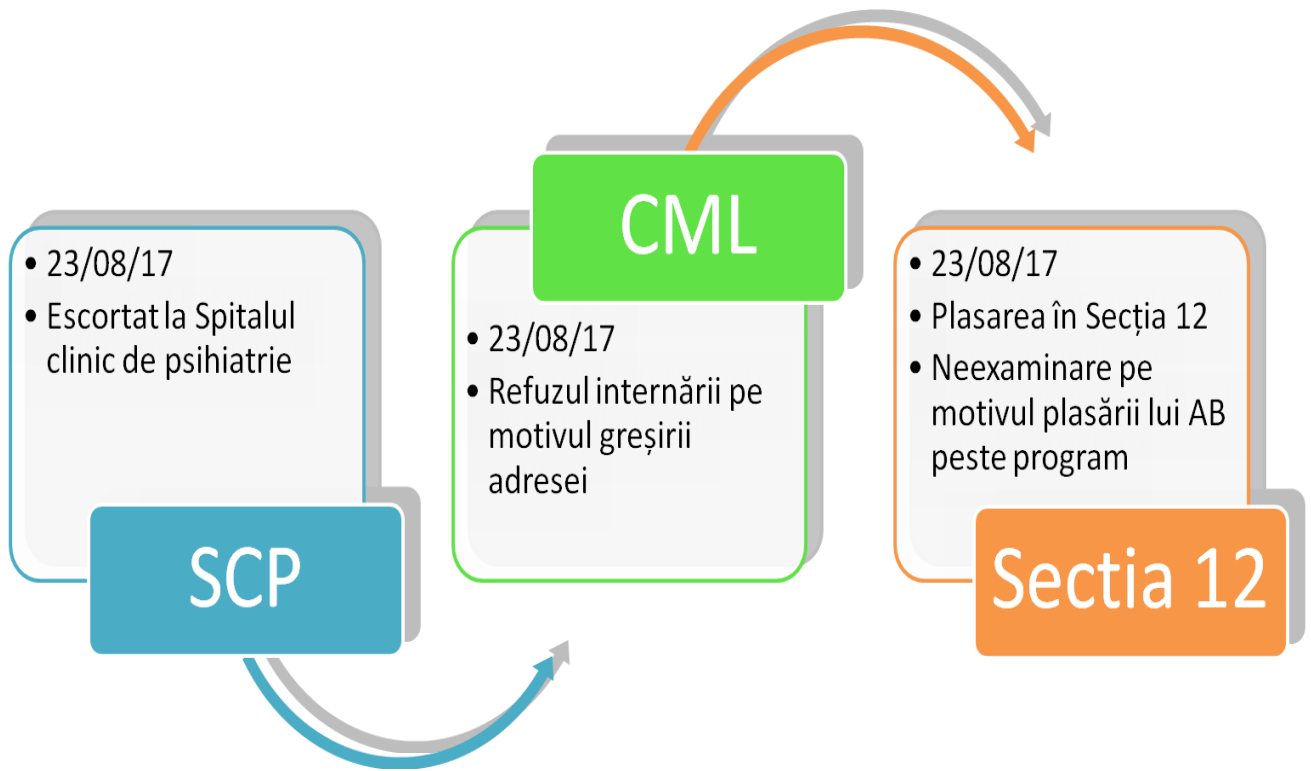 • 23/08/17
• Escortat la Spitalul
clinic de psihiatrie
SCP
CML
• 23/08/17
• Refuzul internării pe
motivul greșirii
adresei
• 23/08/17
• Plasarea în Secția 12
• Neexaminare pe
motivul plasării lui AB
peste program
Sectia 12